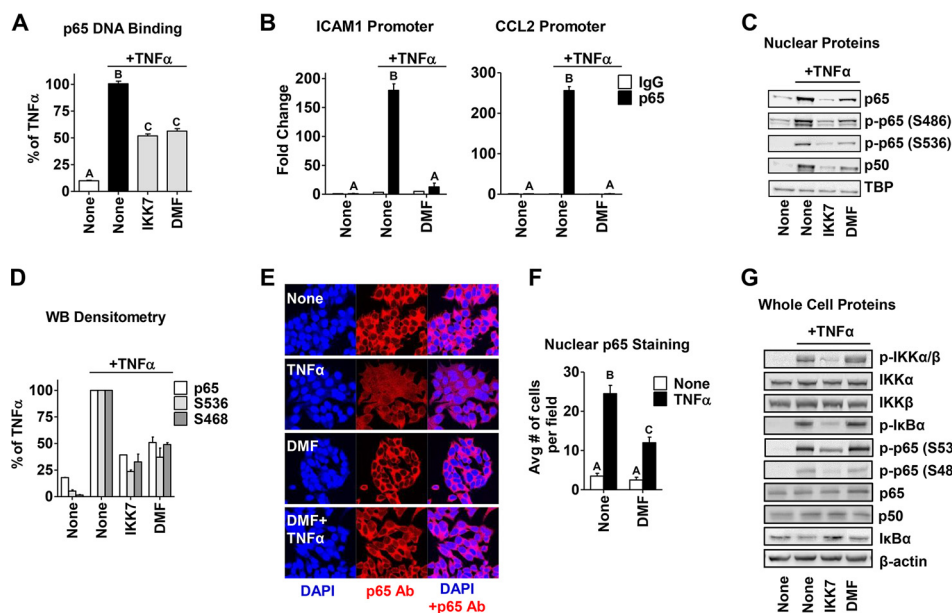 A
p65 DNA Binding
+TNFα
% of TNFα
100
50
0
A
B
C
C
None
None
IKK7
DMF
B
ICAM1 Promoter
+TNFα
Fold Change
200
150
100
50
0
A
B
A
None
None
DMF
CCL2 Promoter
+TNFα
300
200
100
0
A
B
A
None
None
DMF
IgG
p65
C
Nuclear Proteins
+TNFα
p65
p-p65 (S486)
p-p65 (S536)
p50
TBP
None
None
IKK7
DMF
D
WB Densitometry
+TNFα
% of TNFα
100
50
0
p65
S536
S468
None
None
IKK7
DMF
E
None
TNFα
DMF
DMF+
TNFα
DAPI
p65 Ab
DAPI
+p65 Ab
F
Nuclear p65 Staining
Avg # of cells
per field
30
20
10
0
A
B
A
C
None
TNFα
None
DMF
G
Whole Cell Proteins
+TNFα
p-IKKα/β
IKKα
IKKβ
p-IκBα
p-p65 (S53
p-p65 (S48
p65
p50
IκBα
β-actin
None
None
IKK7
DMF